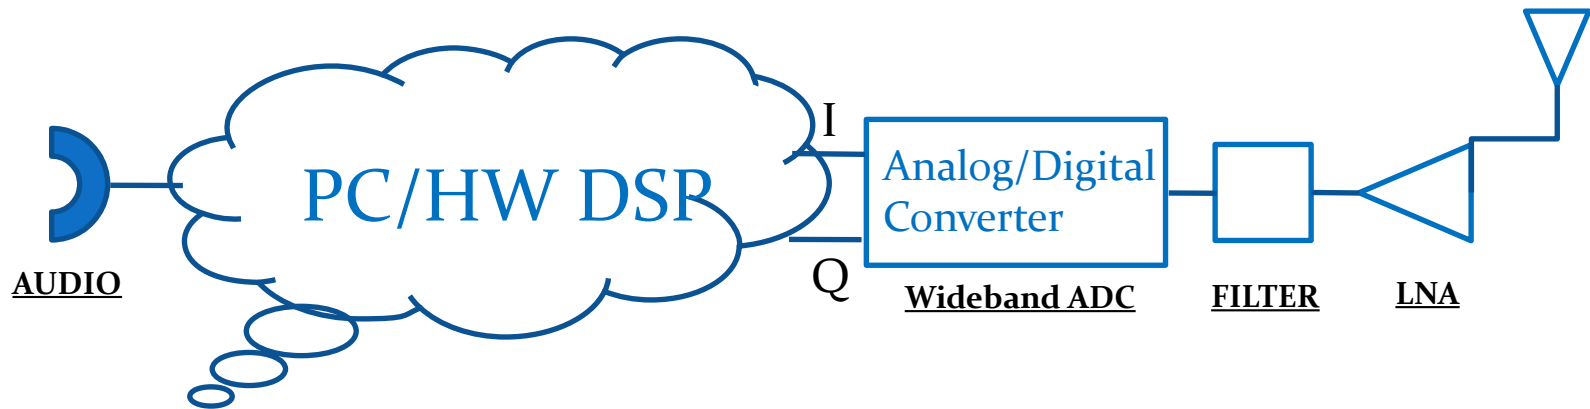 I
PC/HW DSP
Analog/Digital
Converter
Q
AUDIO
Wideband ADC
FILTER
LNA